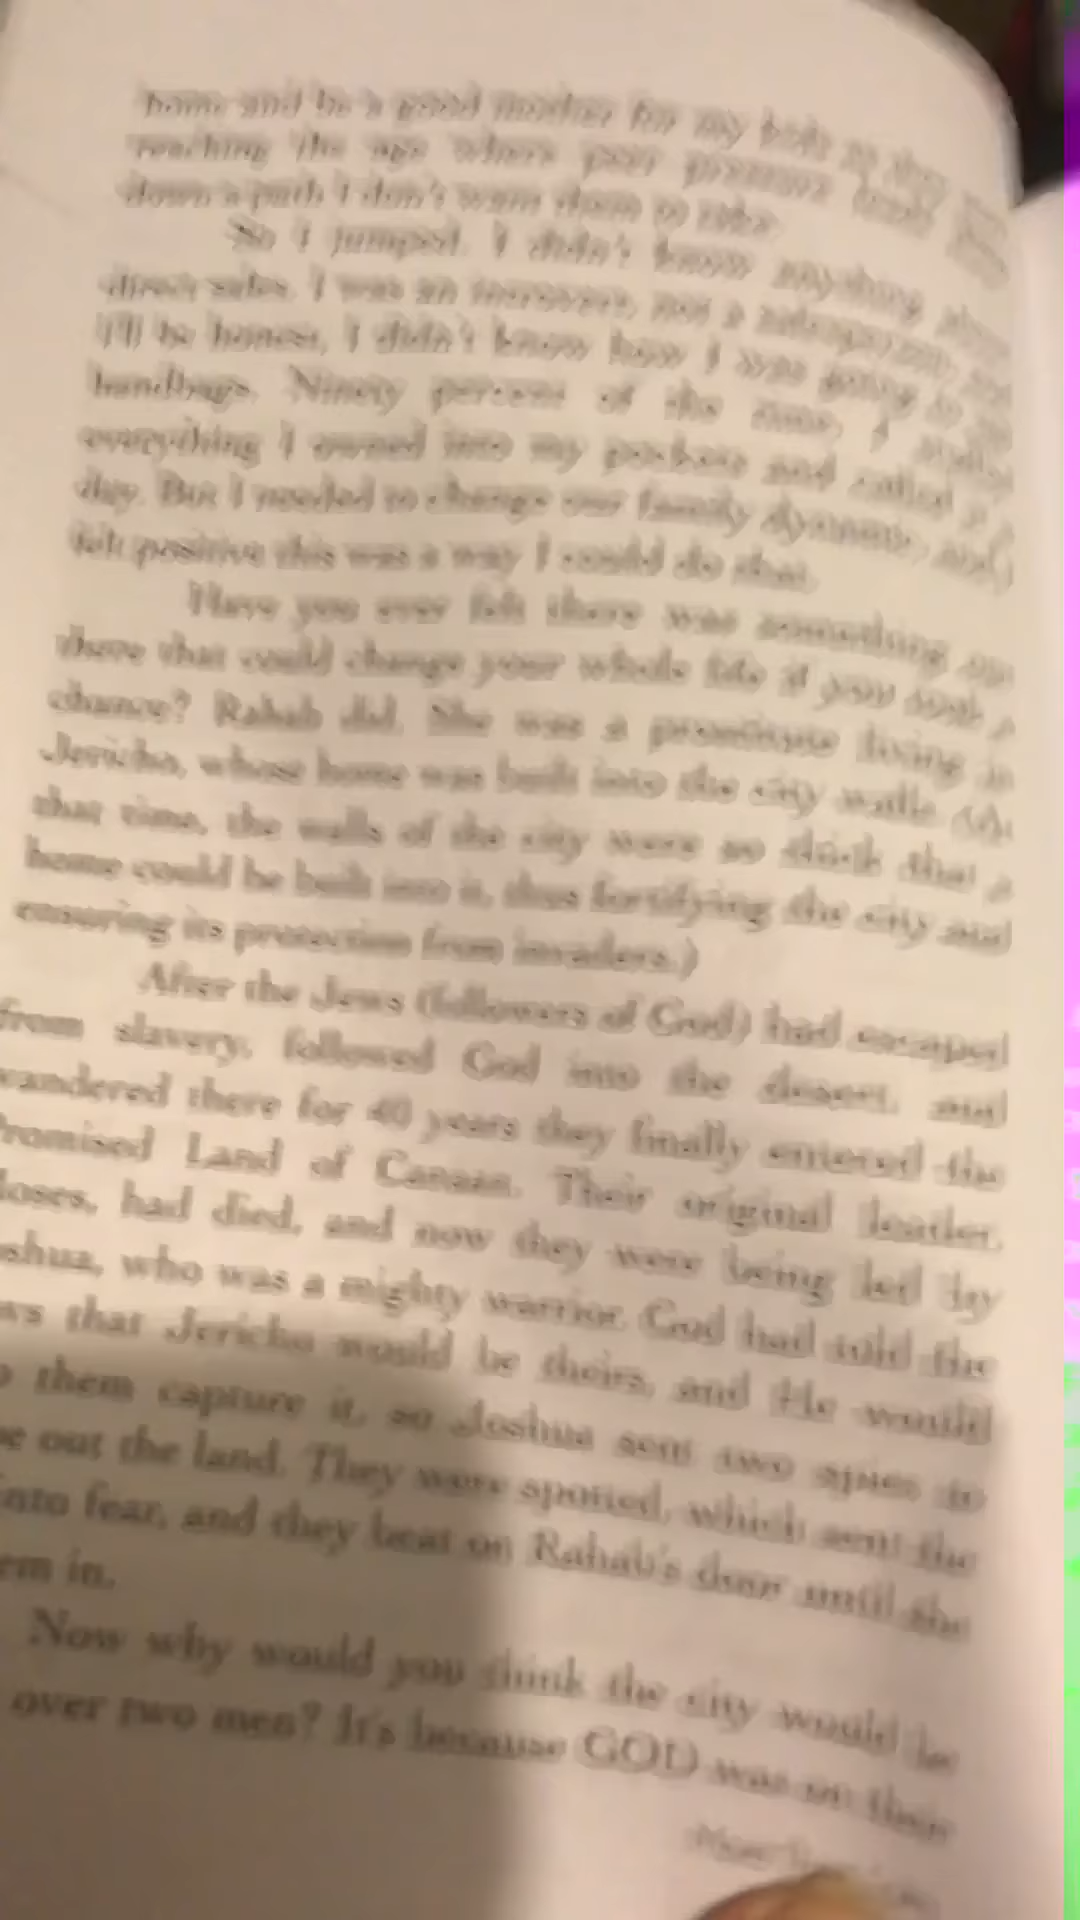 home and be a good mother for my kids as they were
reaching the age where peer pressure leads them
down a path I don't want them to take.
So I jumped. I didn't know anything about
direct sales. I was an introvert, not a salesperson, and
I'll be honest, I didn't know how I was going to sell
handbags. Ninety percent of the time, I stuffed
everything I owned into my pockets and called it a
day. But I needed to change our family dynamic, and I
felt positive this was a way I could do that.
Have you ever felt there was something out
there that could change your whole life if you took a
chance? Rahab did. She was a prostitute living in
Jericho, whose home was built into the city walls. (At
that time, the walls of the city were so thick that a
home could be built into it, thus fortifying the city and
ensuring its protection from invaders.)
After the Jews (followers of God) had escaped
from slavery, followed God into the desert, and
wandered there for 40 years they finally entered the
Promised Land of Canaan. Their original leader,
Moses, had died, and now they were being led by
oshua, who was a mighty warrior. God had told the
ws that Jericho would be theirs, and He would
p them capture it, so Joshua sent two spies to
pe out the land. They were spotted, which sent the
into fear, and they beat on Rahab's door until she
em in.
Now why would you think the city would be
over two men? It's because GOD was on their